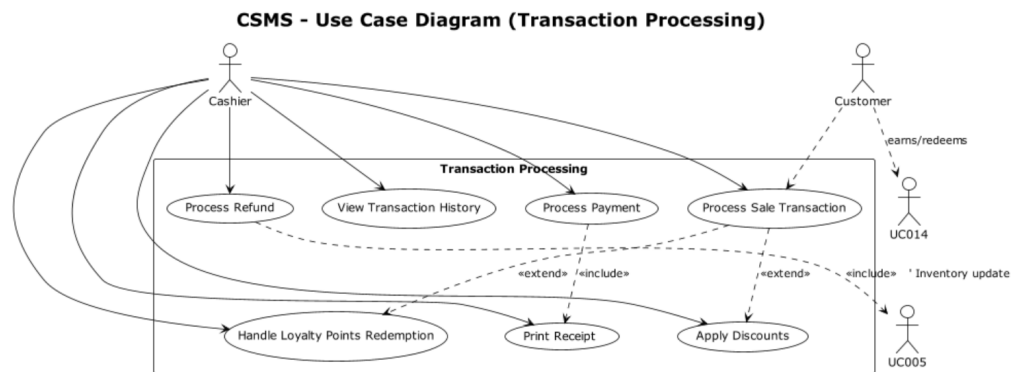 CSMS - Use Case Diagram (Transaction Processing)
Cashier
Customer
earns/redeems
Transaction Processing
Process Refund
View Transaction History
Process Payment
Process Sale Transaction
UC014
«extend»
«include»
«extend»
«include»
' Inventory update
Handle Loyalty Points Redemption
Print Receipt
Apply Discounts
UC005